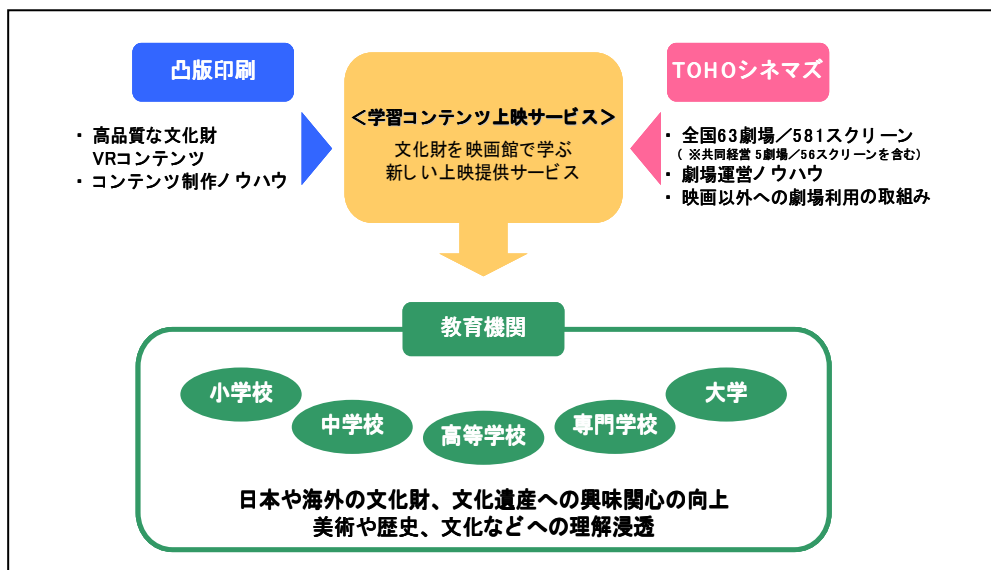 凸版印刷
・ 高品質な文化財
VRコンテンツ
・ コンテンツ制作ノウハウ
＜学習コンテンツ上映サービス＞
文化財を映画館で学ぶ
新しい上映提供サービス
TOHOシネマズ
・ 全国63劇場／581スクリーン
（ ※共同経営 5劇場／56スクリーンを含む）
・ 劇場運営ノウハウ
・ 映画以外への劇場利用の取組み
教育機関
小学校
中学校
高等学校
専門学校
大学
日本や海外の文化財、文化遺産への興味関心の向上
美術や歴史、文化などへの理解浸透